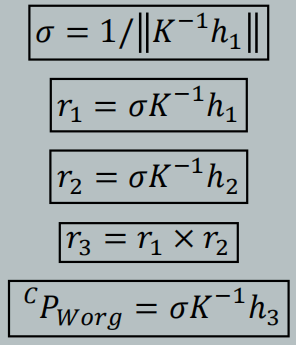 σ = 1/‖K⁻¹h₁‖
r₁ = σK⁻¹h₁
r₂ = σK⁻¹h₂
r₃ = r₁ × r₂
ᶜP_Worg = σK⁻¹h₃